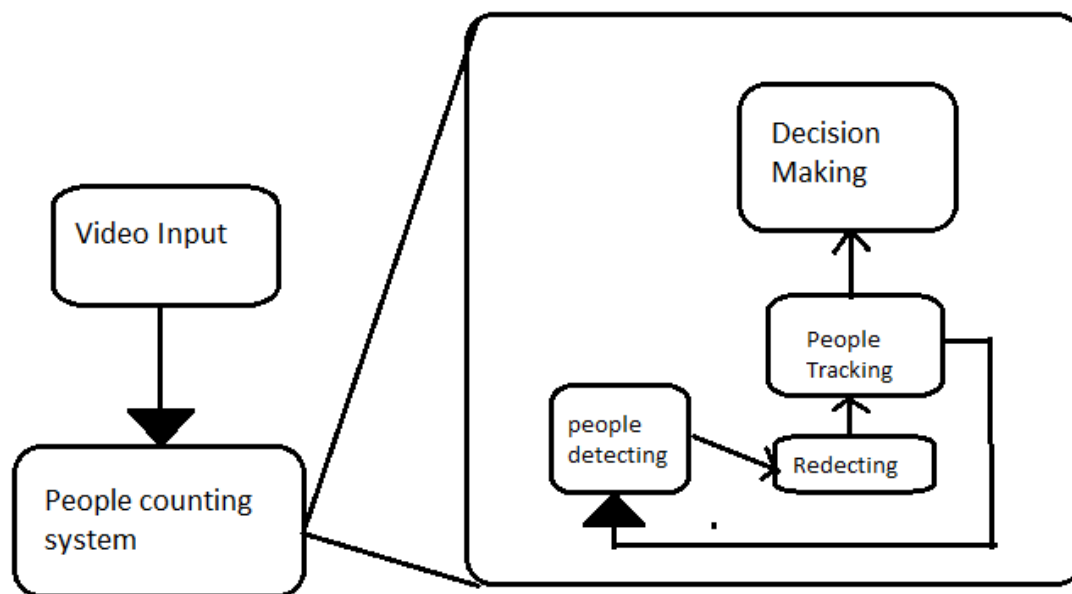 Video Input
People counting
system
Decision
Making
People
Tracking
people
detecting
Redecting